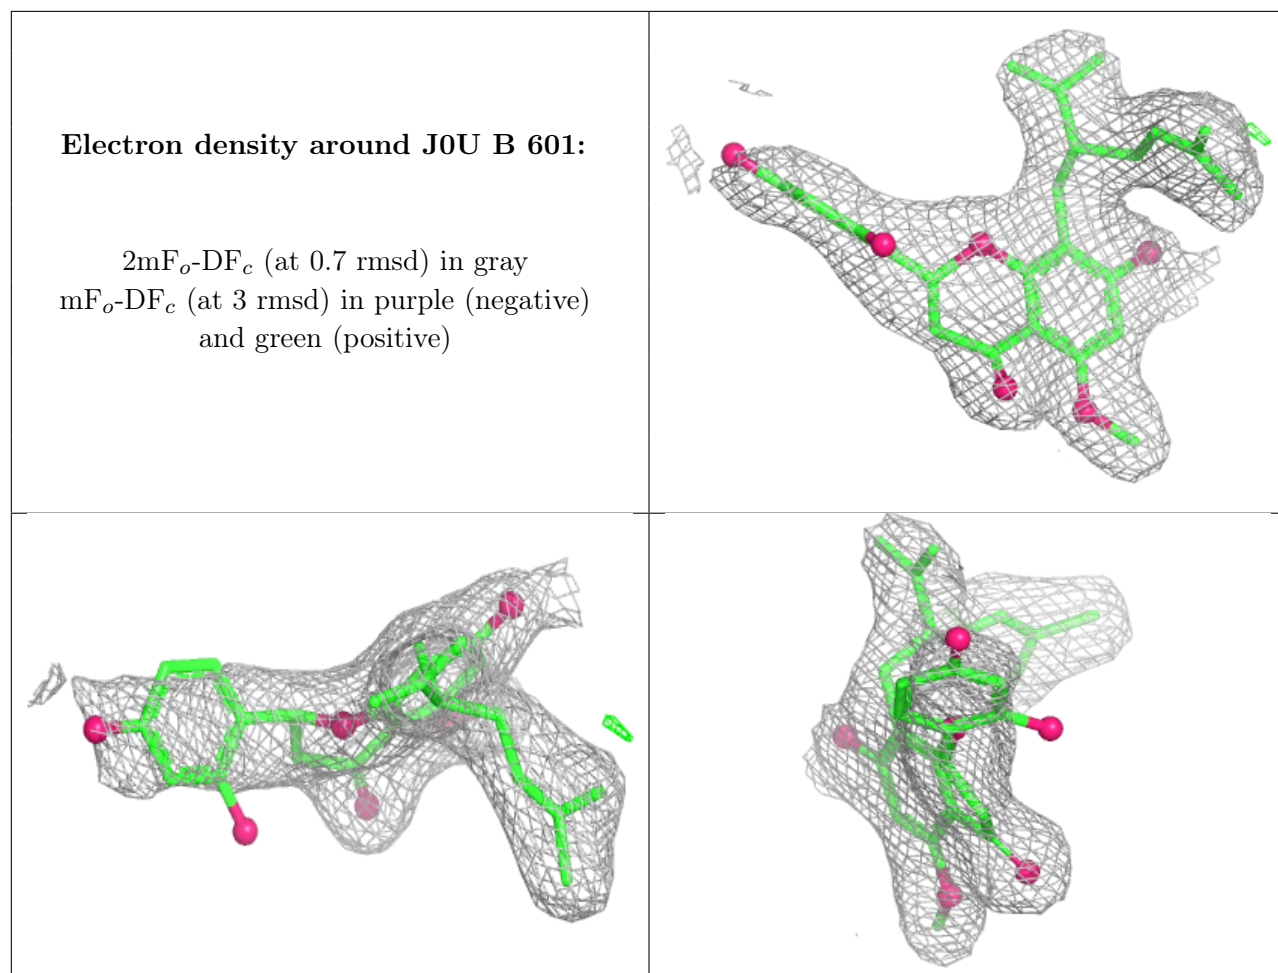 Electron density around J0U B 601:
2mF𝑜-DF𝑐 (at 0.7 rmsd) in gray
mF𝑜-DF𝑐 (at 3 rmsd) in purple (negative)
and green (positive)